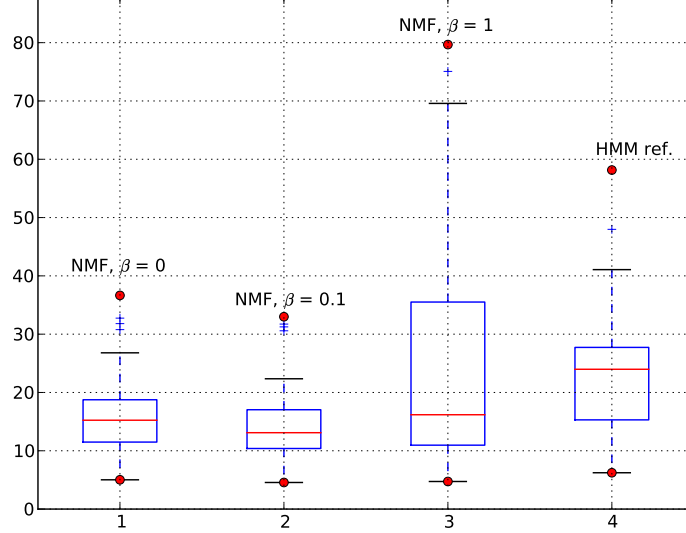 NMF, β = 1
80
70
HMM ref.
60
50
NMF, β = 0
40
NMF, β = 0.1
30
20
10
0
1 2 3 4